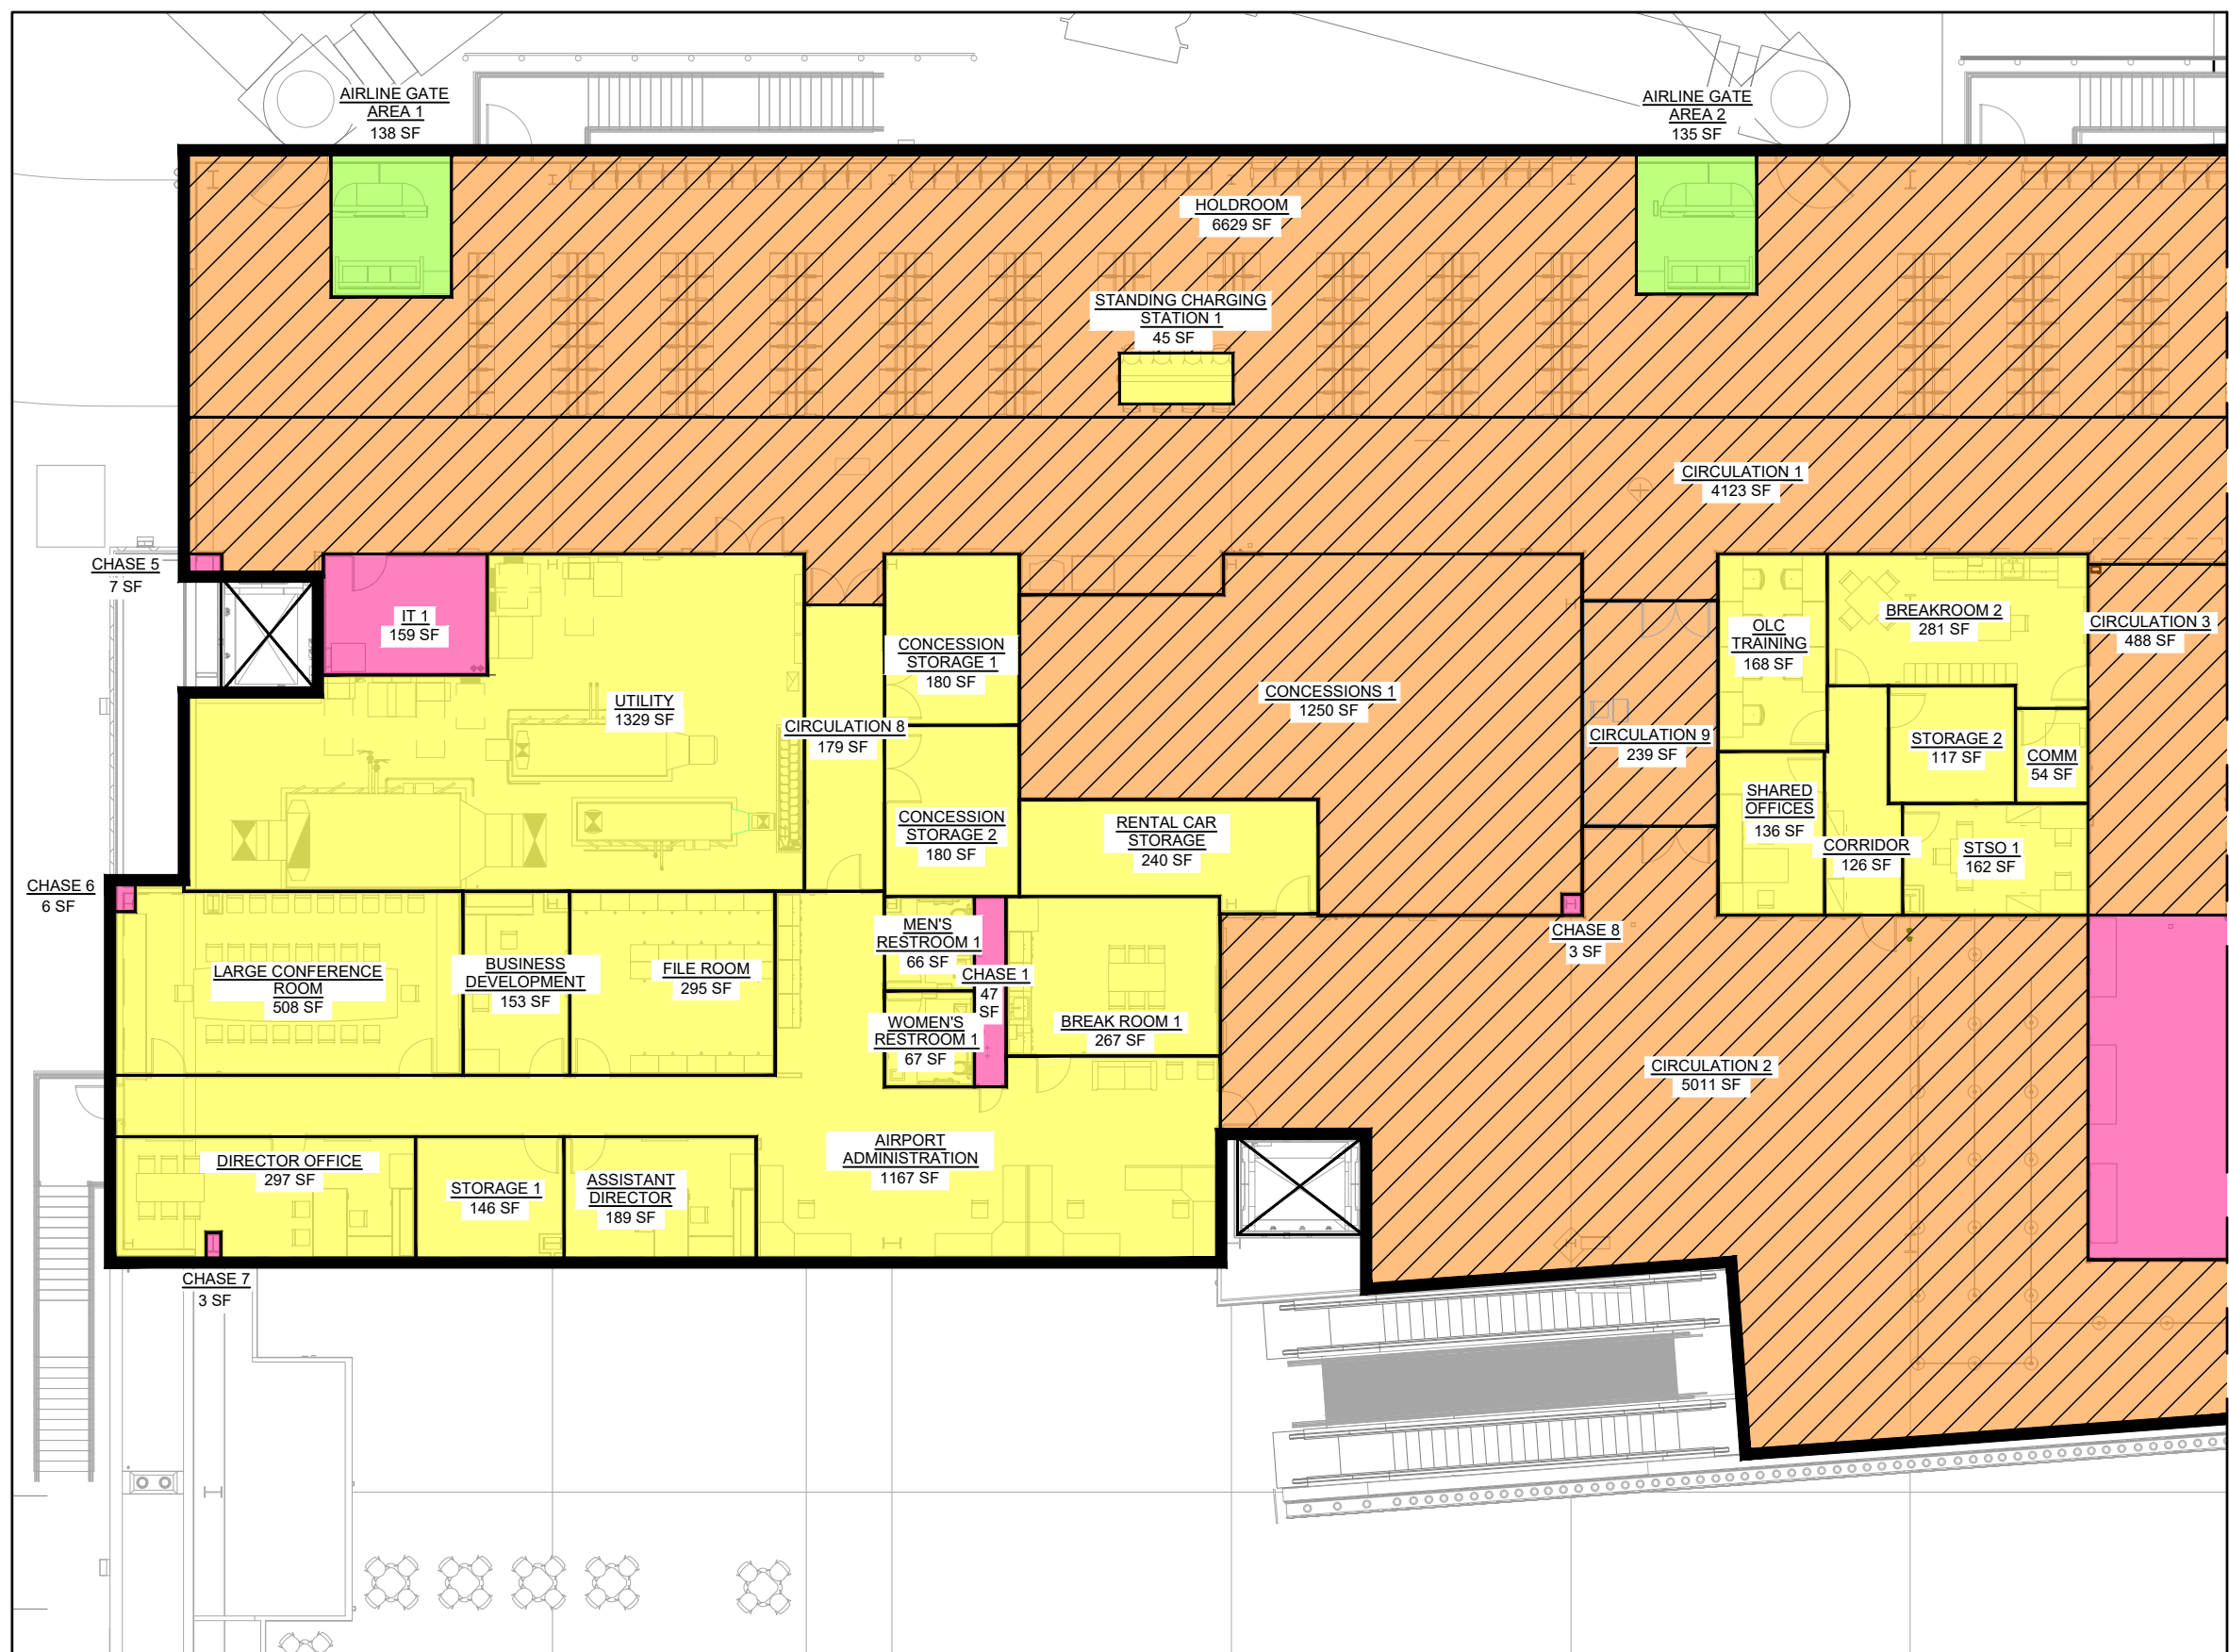 AIRLINE GATE
AREA 1
138 SF
AIRLINE GATE
AREA 2
135 SF
HOLDROOM
6629 SF
STANDING CHARGING
STATION 1
45 SF
CIRCULATION 1
4123 SF
CHASE 5
7 SF
IT 1
159 SF
UTILITY
1329 SF
CIRCULATION 8
179 SF
CONCESSION
STORAGE 1
180 SF
CONCESSION
STORAGE 2
180 SF
CONCESSIONS 1
1250 SF
RENTAL CAR
STORAGE
240 SF
CIRCULATION 9
239 SF
OLC
TRAINING
168 SF
BREAKROOM 2
281 SF
CIRCULATION 3
488 SF
STORAGE 2
117 SF
COMM
54 SF
SHARED
OFFICES
136 SF
CORRIDOR
126 SF
STSO 1
162 SF
CHASE 6
6 SF
LARGE CONFERENCE
ROOM
508 SF
BUSINESS
DEVELOPMENT
153 SF
FILE ROOM
295 SF
MEN'S
RESTROOM 1
66 SF
CHASE 1
47
SF
WOMEN'S
RESTROOM 1
67 SF
BREAK ROOM 1
267 SF
CHASE 8
3 SF
CIRCULATION 2
5011 SF
DIRECTOR OFFICE
297 SF
STORAGE 1
146 SF
ASSISTANT
DIRECTOR
189 SF
AIRPORT
ADMINISTRATION
1167 SF
CHASE 7
3 SF